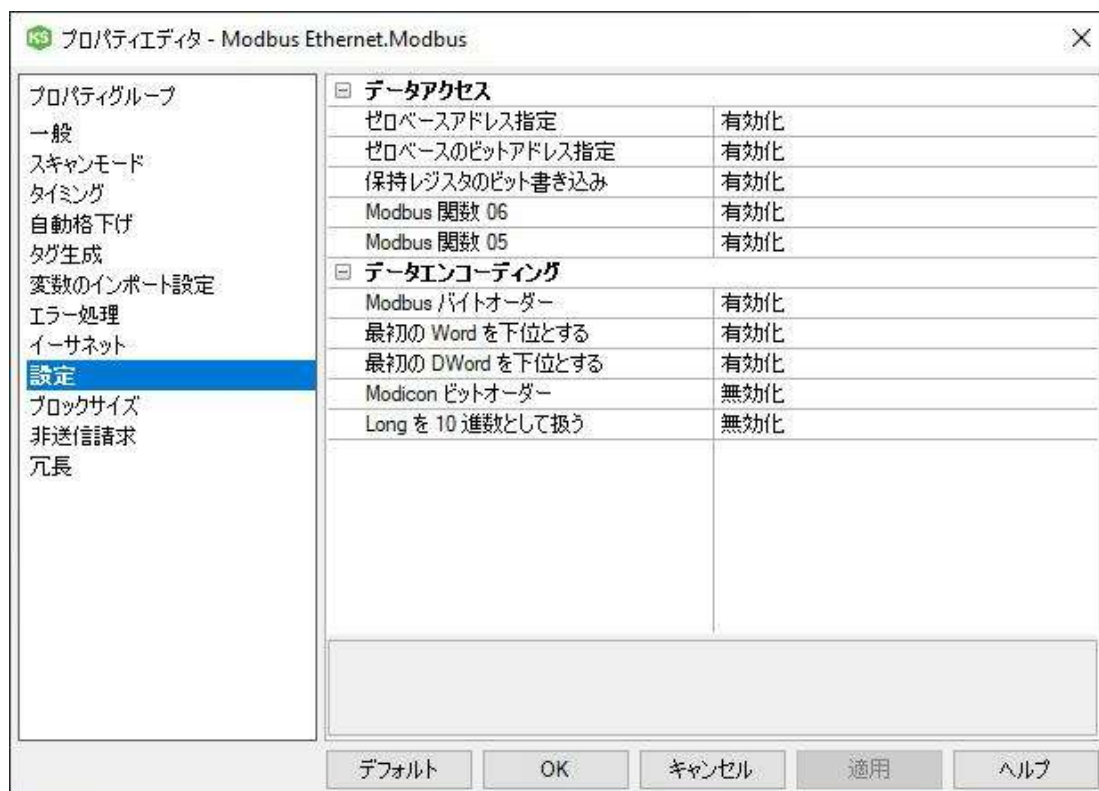 KS プロパティエディタ - Modbus Ethernet.Modbus
プロパティグループ
一般
スキャンモード
タイミング
自動格下げ
タグ生成
変数のインポート設定
エラー処理
イーサネット
設定
ブロックサイズ
非送信請求
冗長
データアクセス
ゼロベースアドレス指定 有効化
ゼロベースのビットアドレス指定 有効化
保持レジスタのビット書き込み 有効化
Modbus 関数 06 有効化
Modbus 関数 05 有効化
データエンコーディング
Modbus バイトオーダー 有効化
最初の Word を下位とする 有効化
最初の DWord を下位とする 有効化
Modicon ビットオーダー 無効化
Long を 10 進数として扱う 無効化
デフォルト OK キャンセル 適用 ヘルプ